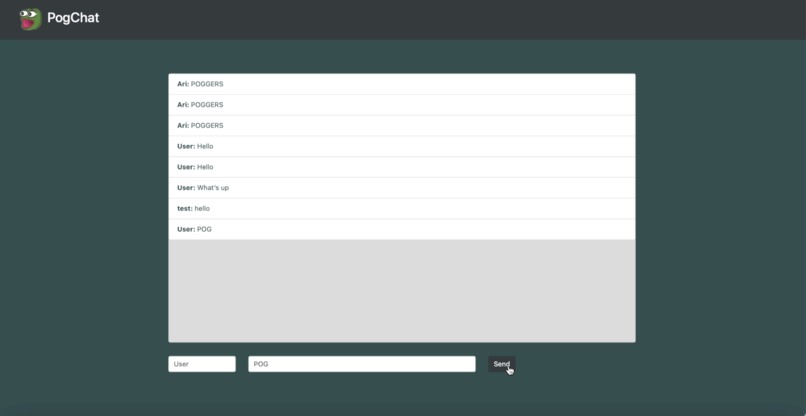 PogChat
Ari: POGGERS
Ari: POGGERS
Ari: POGGERS
User: Hello
User: Hello
User: What's up
test: hello
User: POG
User POG Send